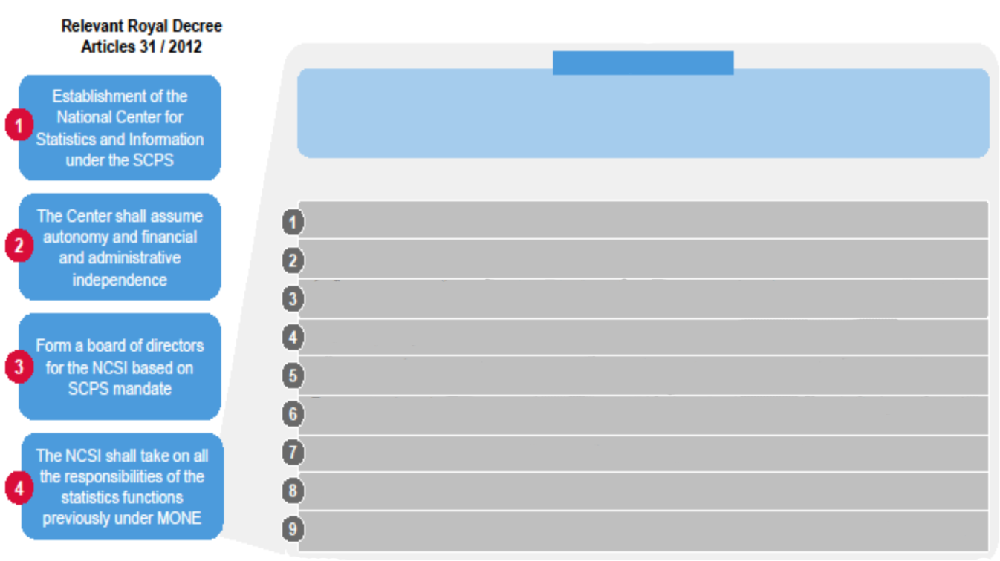 Relevant Royal Decree
Articles 31 / 2012
1
Establishment of the
National Center for
Statistics and Information
under the SCPS
2
The Center shall assume
autonomy and financial
and administrative
independence
3
Form a board of directors
for the NCSI based on
SCPS mandate
4
The NCSI shall take on all
the responsibilities of the
statistics functions
previously under MONE
1
2
3
4
5
6
7
8
9